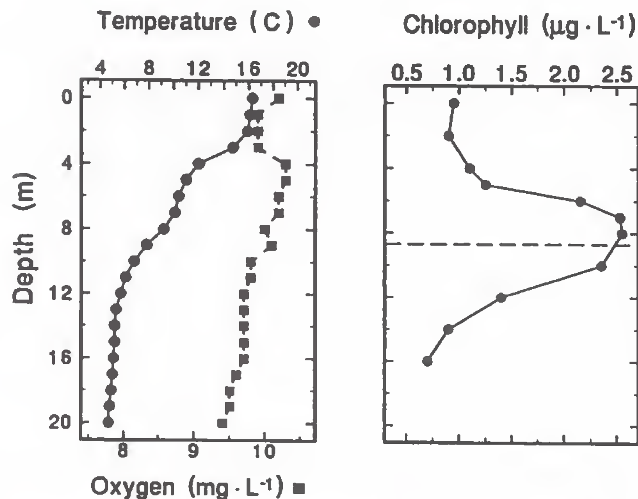 Temperature (C) ●
4 8 12 16 20
0
4
8
12
16
20
Depth (m)
8 9 10
Oxygen (mg · L⁻¹) ■
Chlorophyll (μg · L⁻¹)
0.5 1.0 1.5 2.0 2.5